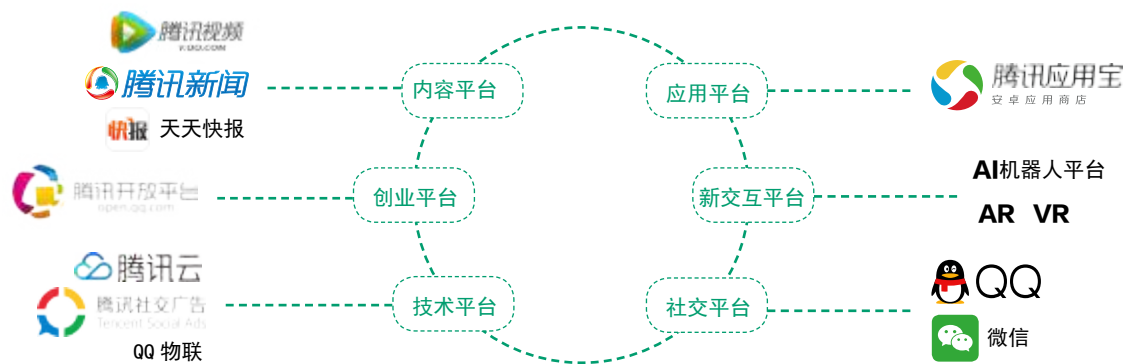 腾讯视频
V.QQ.COM
腾讯新闻
快报 天天快报
内容平台
应用平台
腾讯应用宝
安卓应用商店
腾讯开放平台
open.qq.com
创业平台
新交互平台
AI机器人平台
AR VR
腾讯云
腾讯社交广告
Tencent Social Ads
QQ 物联
技术平台
社交平台
QQ
微信